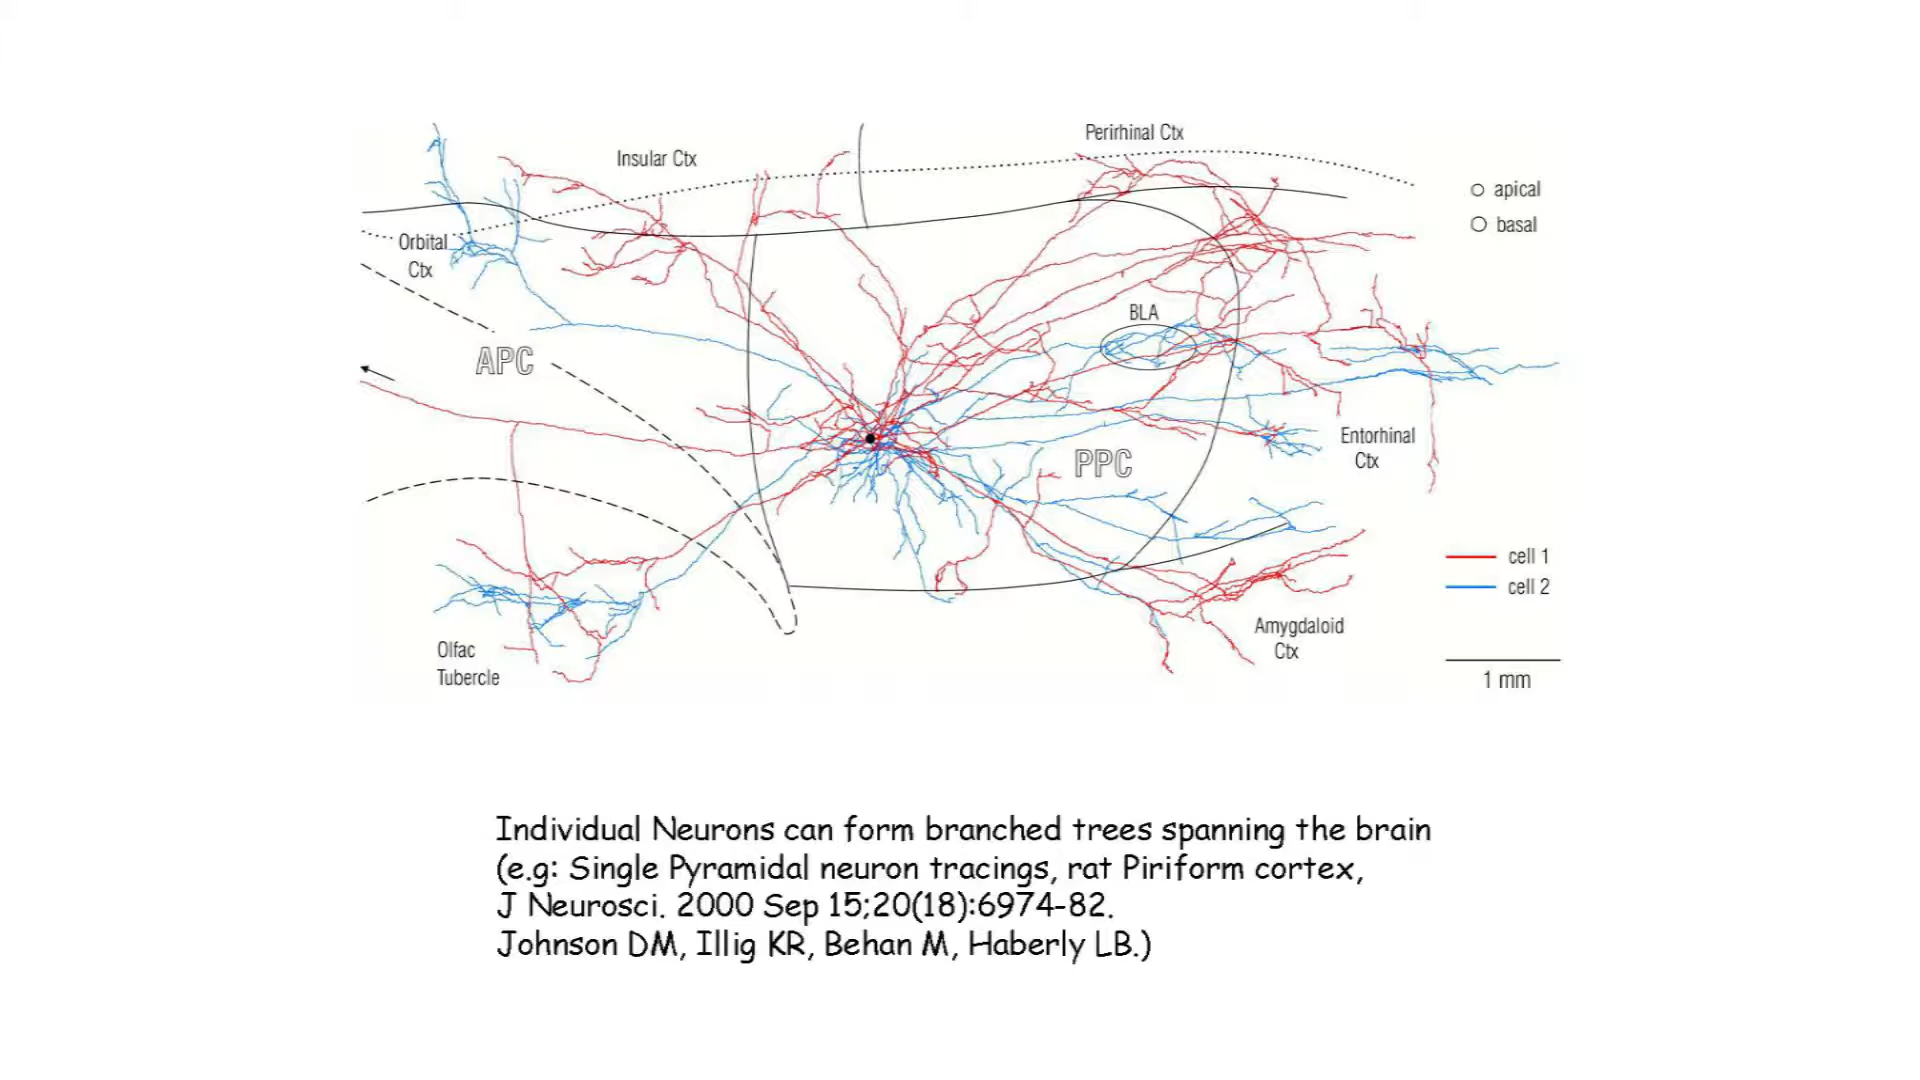 Perirhinal Ctx
Insular Ctx
apical
basal
Orbital
Ctx
BLA
APC
Entorhinal
Ctx
PPC
cell 1
cell 2
Amygdaloid
Ctx
Olfac
Tubercle
1 mm
Individual Neurons can form branched trees spanning the brain
(e.g: Single Pyramidal neuron tracings, rat Piriform cortex,
J Neurosci. 2000 Sep 15;20(18):6974-82.
Johnson DM, Illig KR, Behan M, Haberly LB.)